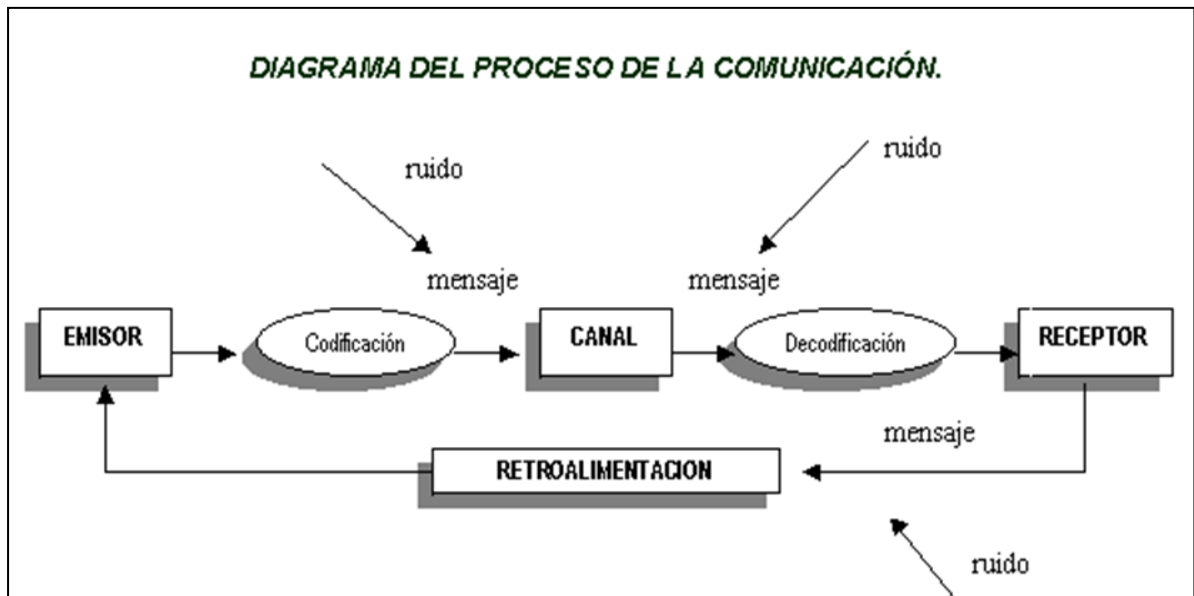 DIAGRAMA DEL PROCESO DE LA COMUNICACIÓN.
ruido
ruido
mensaje
mensaje
EMISOR
Codificación
CANAL
Decodificación
RECEPTOR
mensaje
RETROALIMENTACION
ruido